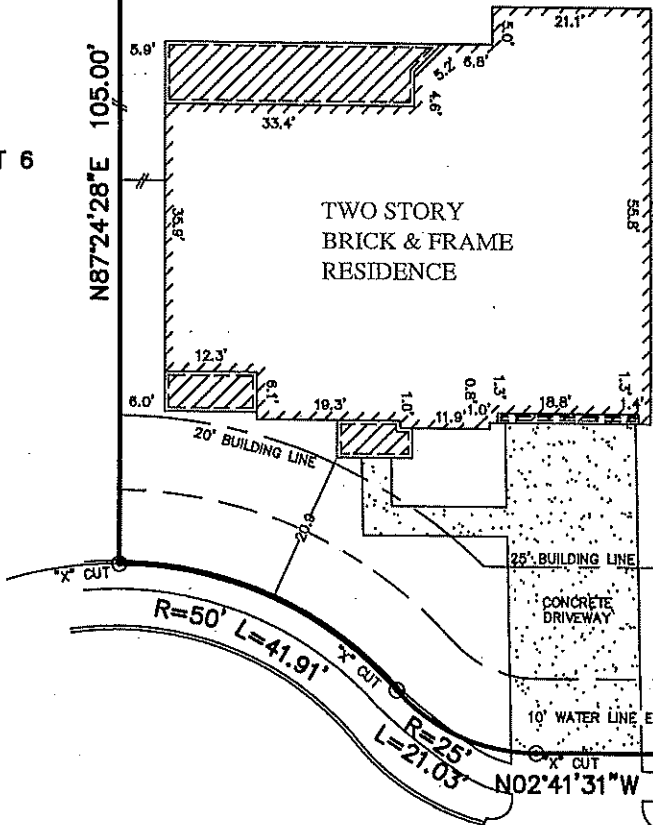 21.1'
5.0'
5.9'
5.2'
6.8'
4.6'
33.4'
N87°24'28"E 105.00'
T 6
TWO STORY
BRICK & FRAME
RESIDENCE
55.8'
35.9'
12.3'
6.1'
6.0'
19.3'
1.0'
11.9'
0.8'
1.0'
1.3'
18.8'
1.3'
1.4'
20' BUILDING LINE
20.6
25' BUILDING LINE
"X" CUT
CONCRETE
DRIVEWAY
R=50' L=41.91'
"X" CUT
10' WATER LINE E
R=25'
L=21.03'
"X" CUT
N02°41'31"W